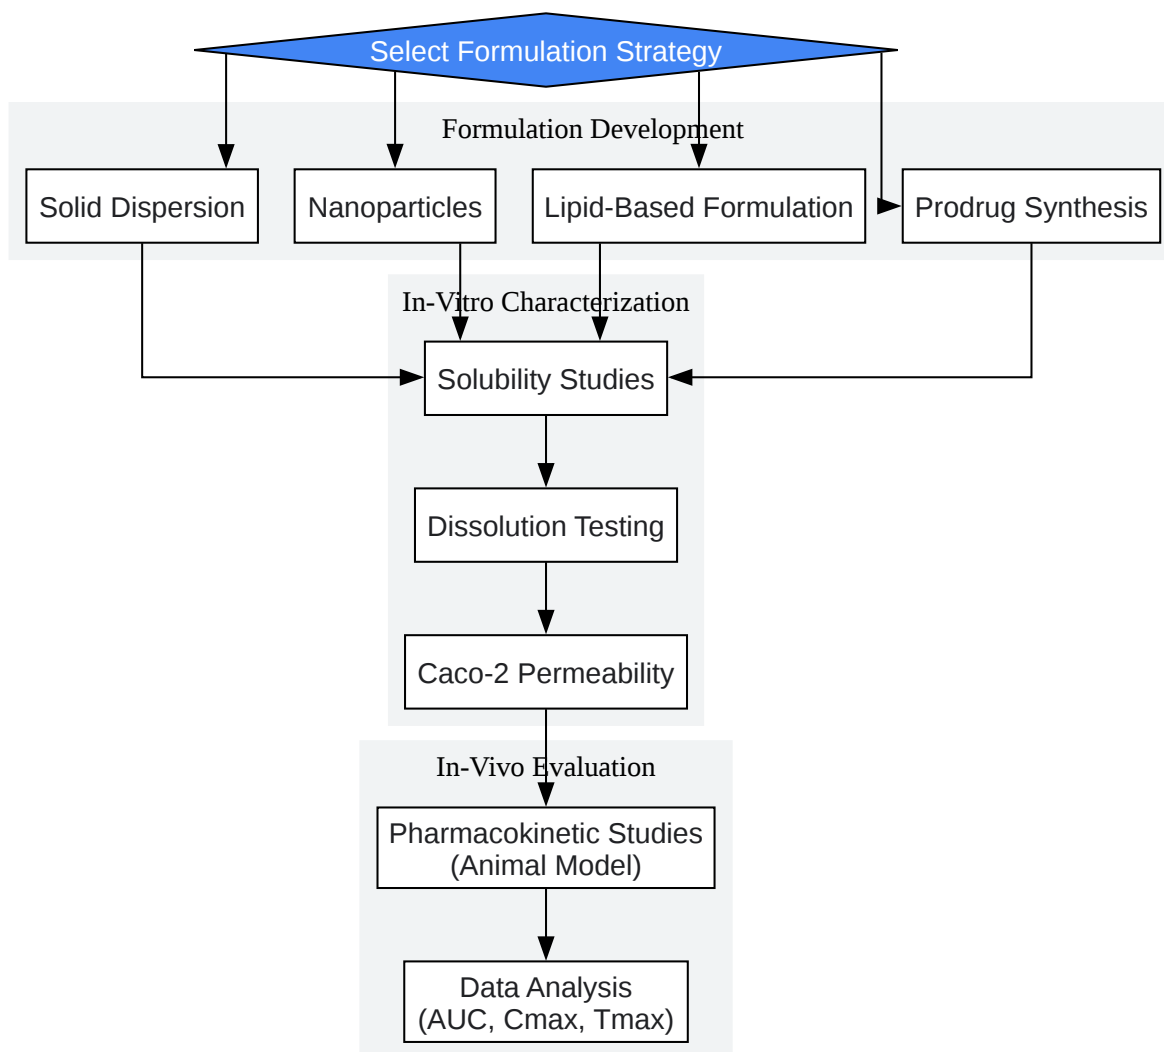 Select Formulation Strategy
Formulation Development
Solid Dispersion
Nanoparticles
Lipid-Based Formulation
Prodrug Synthesis
In-Vitro Characterization
Solubility Studies
Dissolution Testing
Caco-2 Permeability
In-Vivo Evaluation
Pharmacokinetic Studies
(Animal Model)
Data Analysis
(AUC, Cmax, Tmax)